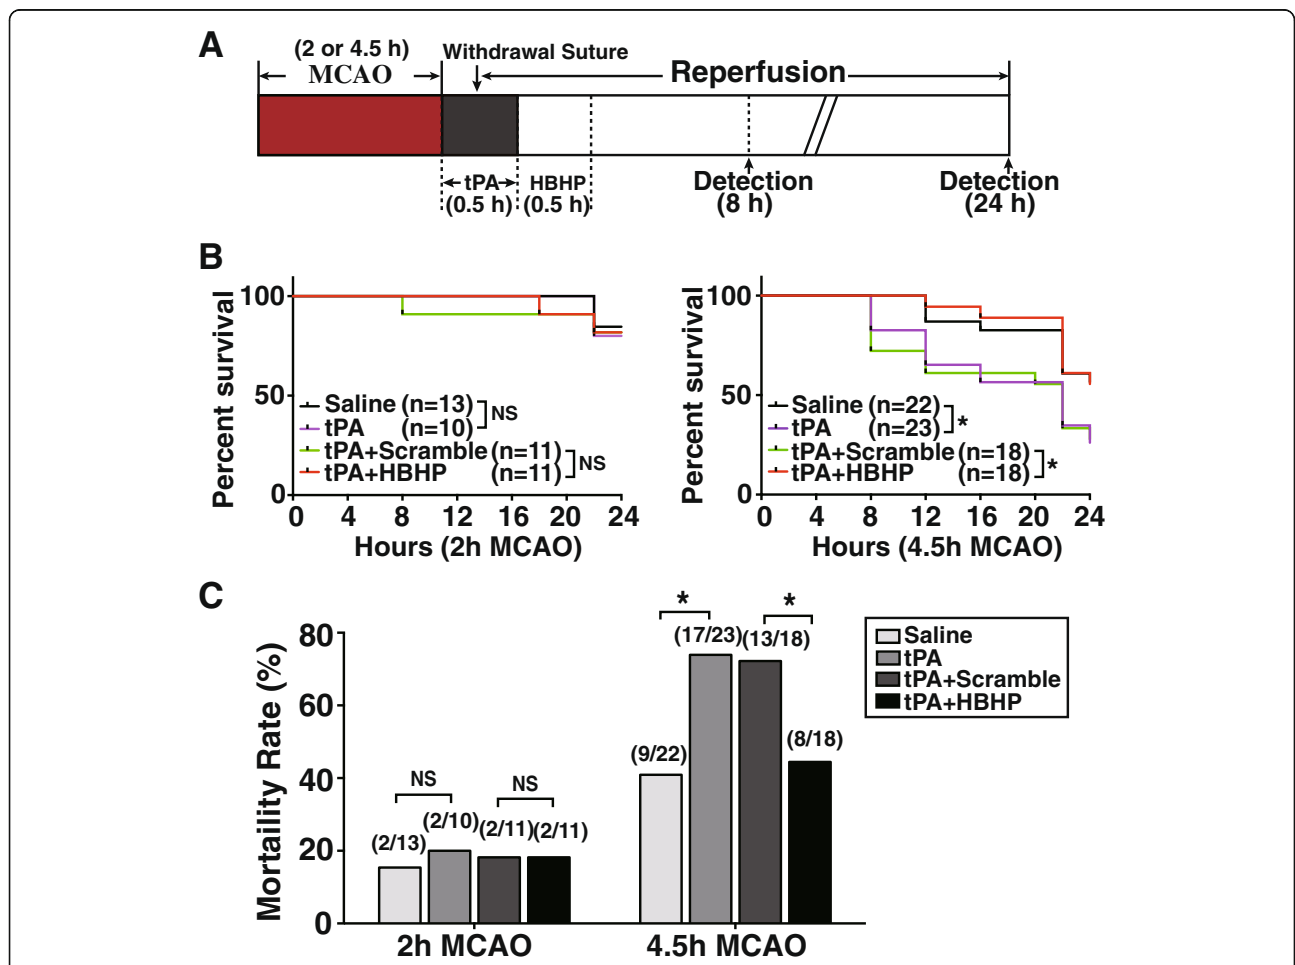 A
(2 or 4.5 h)
MCAO
Withdrawal Suture
Reperfusion
tPA
(0.5 h)
HBHP
(0.5 h)
Detection
(8 h)
Detection
(24 h)
B
Percent survival
100
50
0
Saline (n=13)
tPA (n=10)
NS
tPA+Scramble (n=11)
tPA+HBHP (n=11)
NS
0 4 8 12 16 20 24
Hours (2h MCAO)
Percent survival
100
50
0
Saline (n=22)
tPA (n=23)
*
tPA+Scramble (n=18)
tPA+HBHP (n=18)
*
0 4 8 12 16 20 24
Hours (4.5h MCAO)
C
Mortaility Rate (%)
80
60
40
20
0
NS
NS
(2/13)
(2/10)
(2/11)
(2/11)
*
*
(9/22)
(17/23)
(13/18)
(8/18)
2h MCAO
4.5h MCAO
Saline
tPA
tPA+Scramble
tPA+HBHP